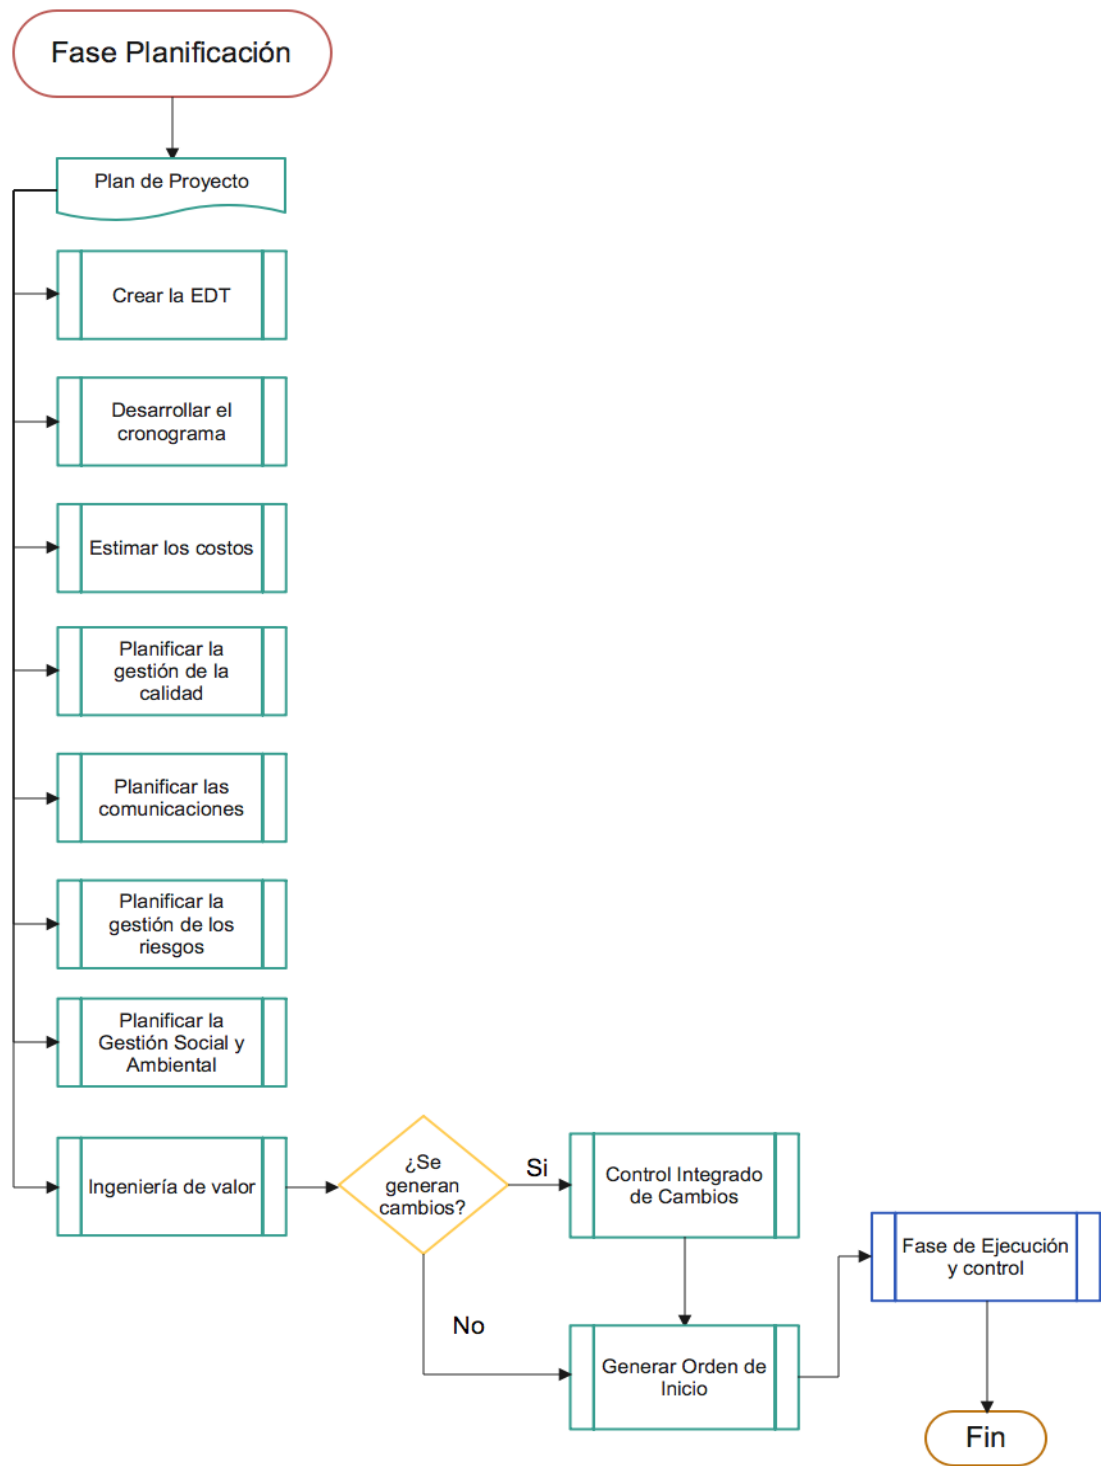 Fase Planificación
Plan de Proyecto
Crear la EDT
Desarrollar el
cronograma
Estimar los costos
Planificar la
gestión de la
calidad
Planificar las
comunicaciones
Planificar la
gestión de los
riesgos
Planificar la
Gestión Social y
Ambiental
Ingeniería de valor
¿Se
generan
cambios?
Si
Control Integrado
de Cambios
No
Generar Orden de
Inicio
Fase de Ejecución
y control
Fin